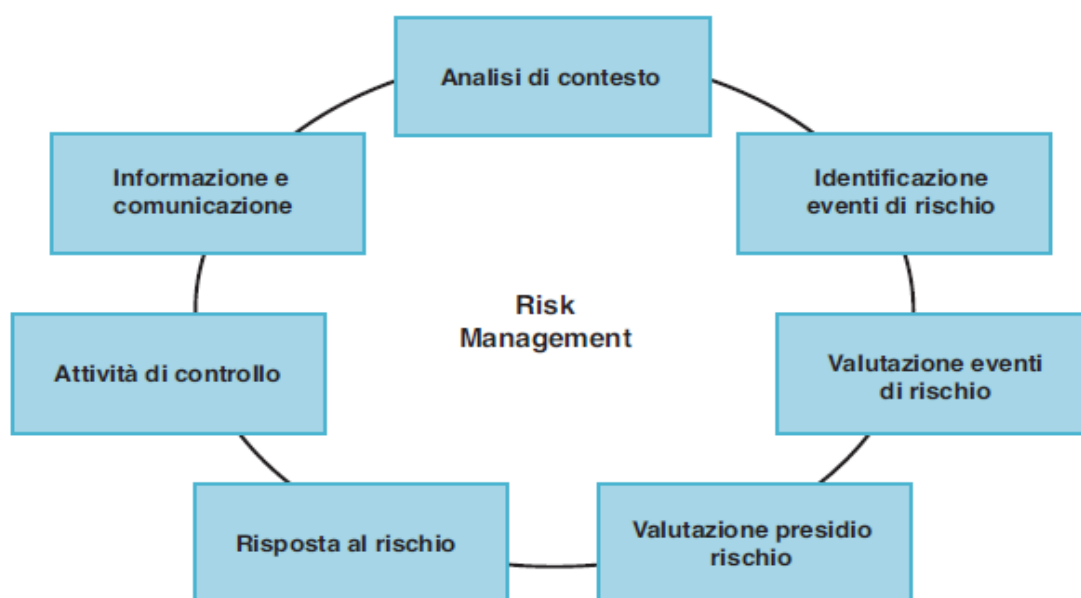 Analisi di contesto
Identificazione
eventi di rischio
Valutazione eventi
di rischio
Valutazione presidio
rischio
Risposta al rischio
Attività di controllo
Informazione e
comunicazione
Risk
Management